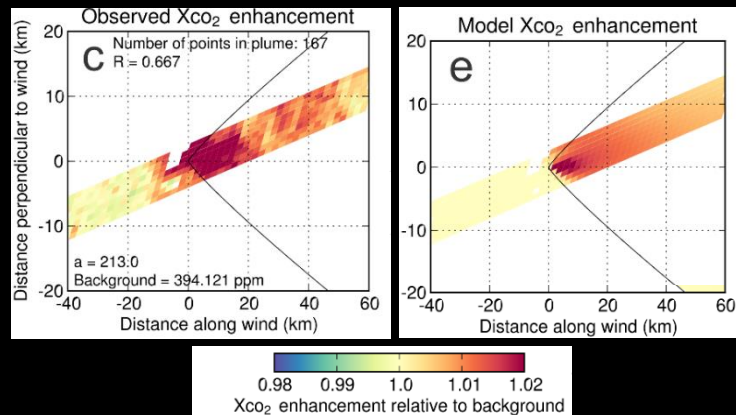 Observed Xco₂ enhancement
c
Number of points in plume: 167
R = 0.667
Distance perpendicular to wind (km)
20
10
0
-10
-20
a = 213.0
Background = 394.121 ppm
-40 -20 0 20 40 60
Distance along wind (km)
Model Xco₂ enhancement
e
20
10
0
-10
20
-40 -20 0 20 40 60
Distance along wind (km)
0.98 0.99 1.0 1.01 1.02
Xco₂ enhancement relative to background